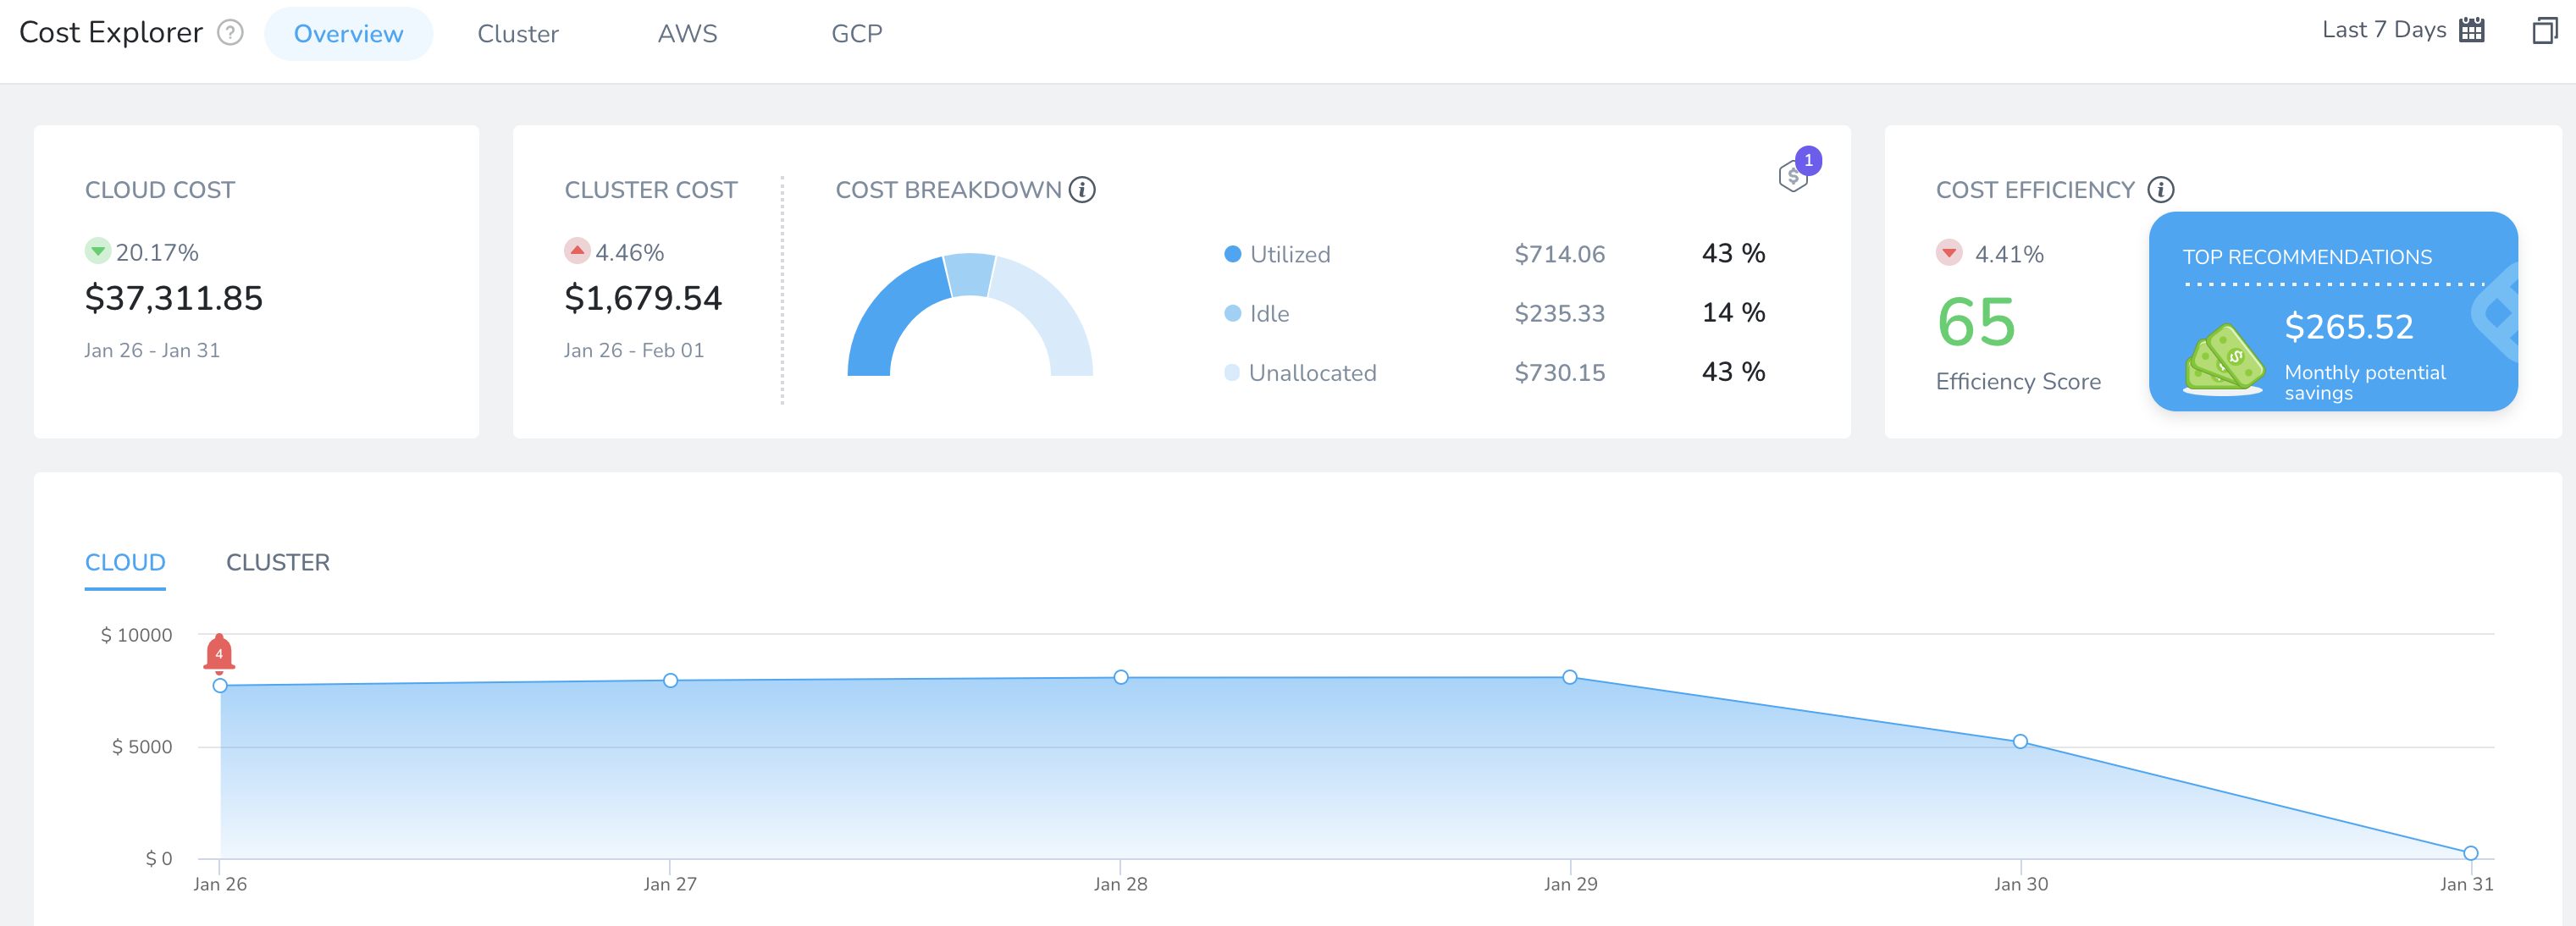 Cost Explorer ? Overview Cluster AWS GCP Last 7 Days
CLOUD COST
20.17%
$37,311.85
Jan 26 - Jan 31
CLUSTER COST
4.46%
$1,679.54
Jan 26 - Feb 01
COST BREAKDOWN i
1
$
Utilized $714.06 43 %
Idle $235.33 14 %
Unallocated $730.15 43 %
COST EFFICIENCY i
4.41%
65
Efficiency Score
TOP RECOMMENDATIONS
$265.52
Monthly potential
savings
CLOUD CLUSTER
$ 10000
4
$ 5000
$ 0
Jan 26 Jan 27 Jan 28 Jan 29 Jan 30 Jan 31